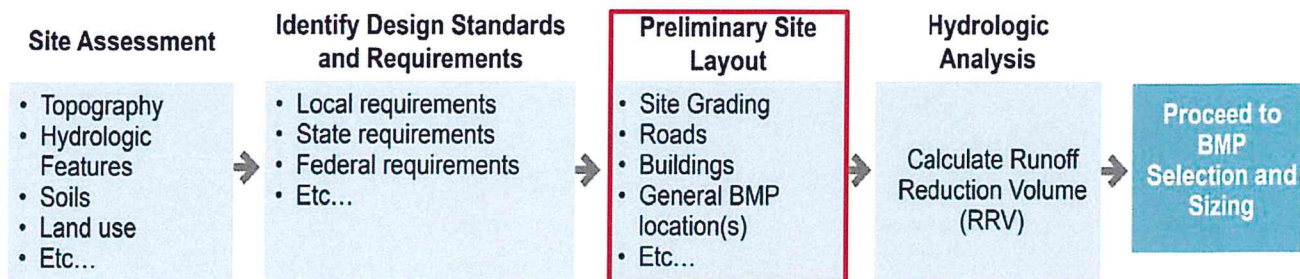 Site Assessment
• Topography
• Hydrologic
Features
• Soils
• Land use
• Etc...
Identify Design Standards
and Requirements
• Local requirements
• State requirements
• Federal requirements
• Etc...
Preliminary Site
Layout
• Site Grading
• Roads
• Buildings
• General BMP
location(s)
• Etc...
Hydrologic
Analysis
Calculate Runoff
Reduction Volume
(RRV)
Proceed to
BMP
Selection and
Sizing